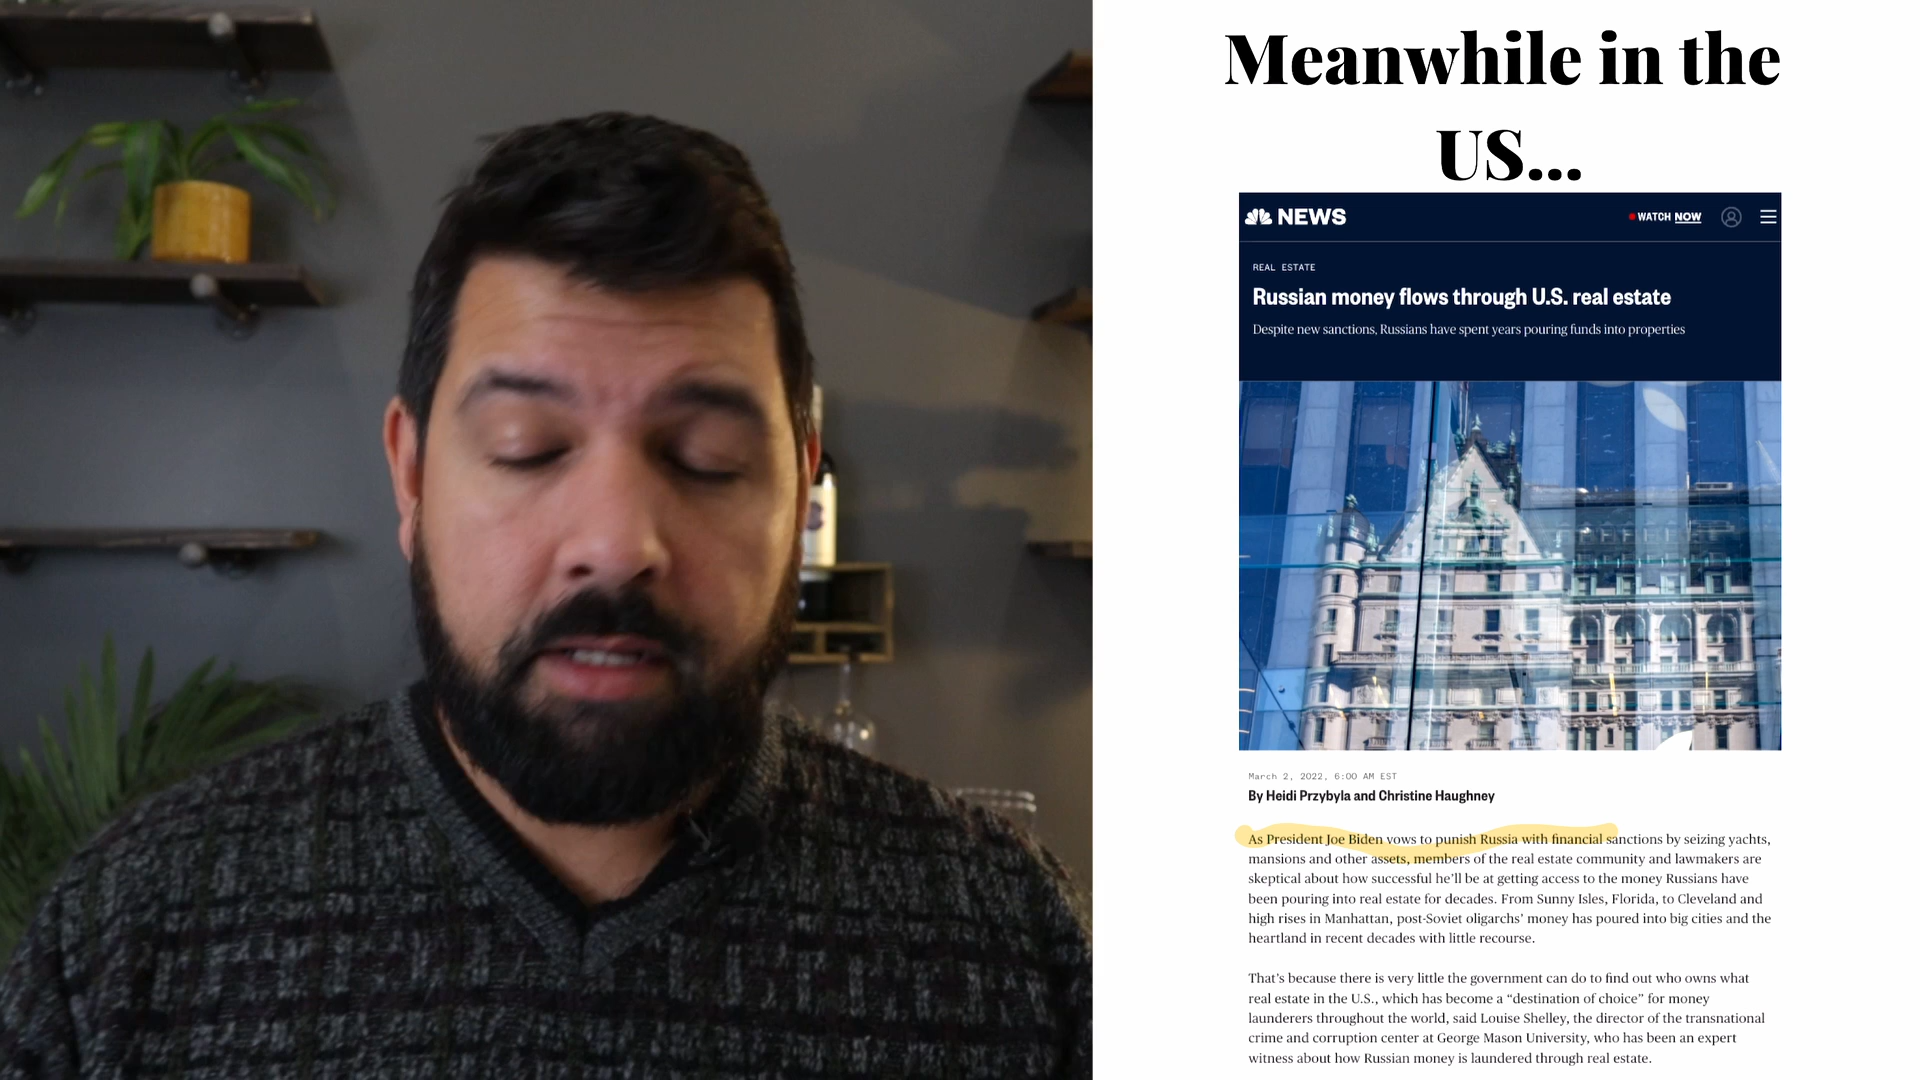 Meanwhile in the
US...
NEWS
WATCH NOW
REAL ESTATE
Russian money flows through U.S. real estate
Despite new sanctions, Russians have spent years pouring funds into properties
March 2, 2022, 6:00 AM EST
By Heidi Przybyla and Christine Haughney
As President Joe Biden vows to punish Russia with financial sanctions by seizing yachts,
mansions and other assets, members of the real estate community and lawmakers are
skeptical about how successful he’ll be at getting access to the money Russians have
been pouring into real estate for decades. From Sunny Isles, Florida, to Cleveland and
high rises in Manhattan, post-Soviet oligarchs’ money has poured into big cities and the
heartland in recent decades with little recourse.
That’s because there is very little the government can do to find out who owns what
real estate in the U.S., which has become a “destination of choice” for money
launderers throughout the world, said Louise Shelley, the director of the transnational
crime and corruption center at George Mason University, who has been an expert
witness about how Russian money is laundered through real estate.